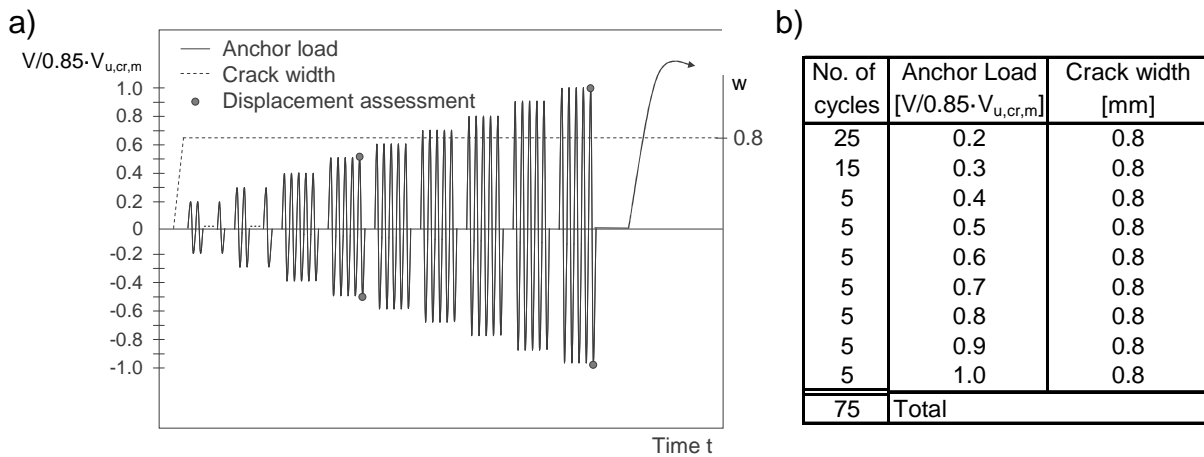 a)
V/0.85·V_{u,cr,m}
Anchor load
Crack width
Displacement assessment
w
1.0
0.8
0.6
0.4
0.2
0
-0.2
-0.4
-0.6
-0.8
-1.0
0.8
Time t
b)
No. of cycles | Anchor Load [V/0.85·V_{u,cr,m}] | Crack width [mm]
25 0.2 0.8
15 0.3 0.8
5 0.4 0.8
5 0.5 0.8
5 0.6 0.8
5 0.7 0.8
5 0.8 0.8
5 0.9 0.8
5 1.0 0.8
75 Total